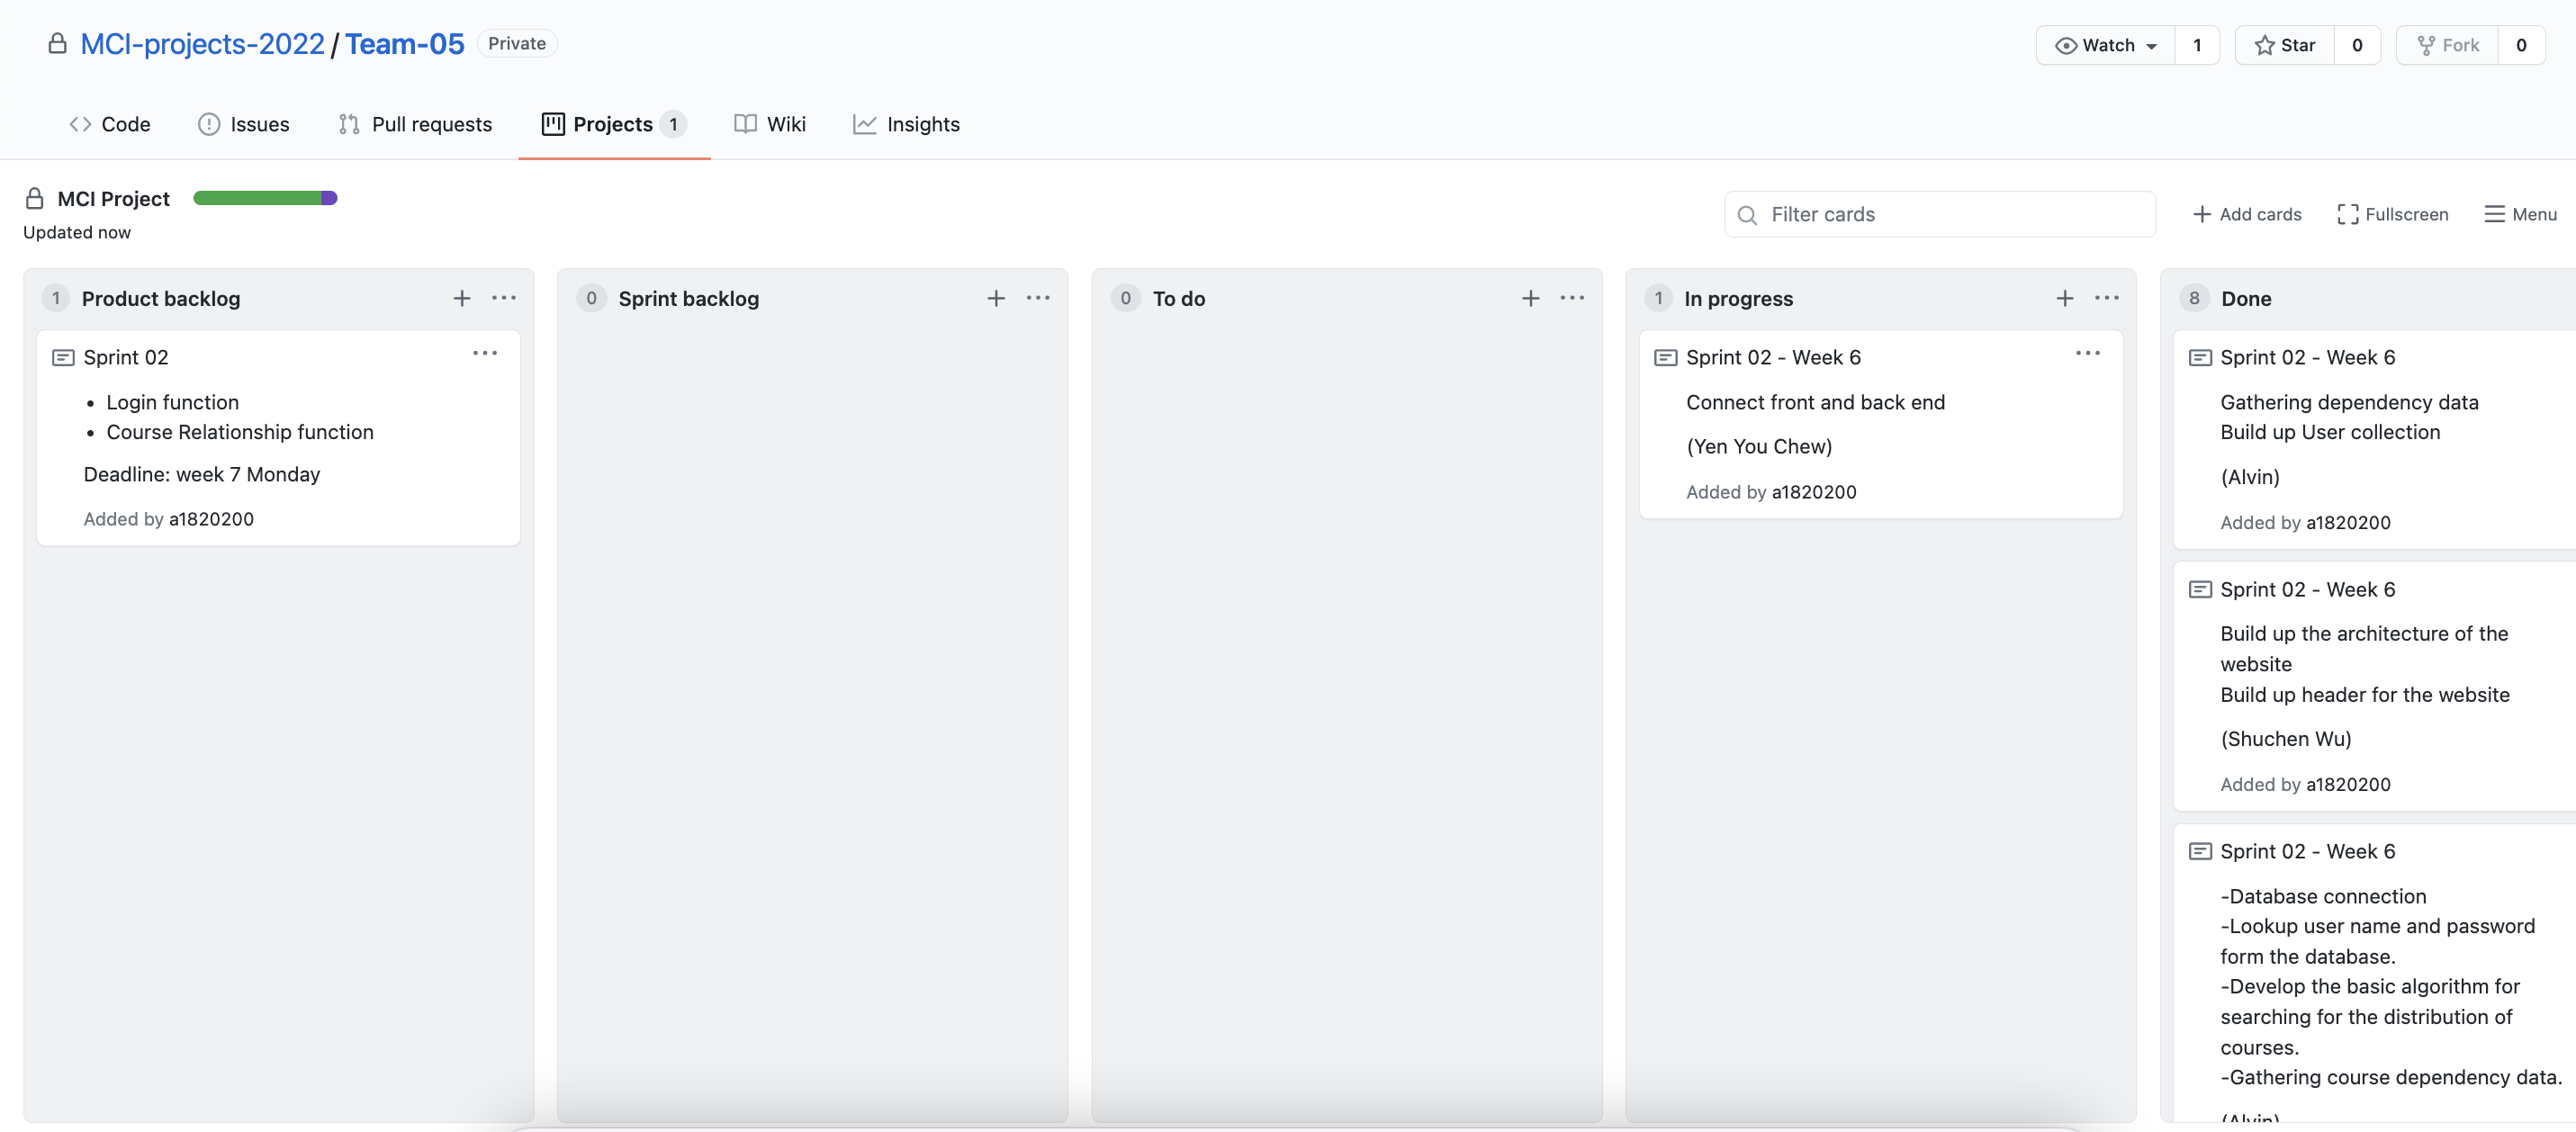 MCI-projects-2022 / Team-05 Private
Watch 1 Star 0 Fork 0
Code Issues Pull requests Projects 1 Wiki Insights
MCI Project
Updated now
Filter cards
Add cards Fullscreen Menu
1 Product backlog
Sprint 02
• Login function
• Course Relationship function
Deadline: week 7 Monday
Added by a1820200
0 Sprint backlog
0 To do
1 In progress
Sprint 02 - Week 6
Connect front and back end
(Yen You Chew)
Added by a1820200
8 Done
Sprint 02 - Week 6
Gathering dependency data
Build up User collection
(Alvin)
Added by a1820200
Sprint 02 - Week 6
Build up the architecture of the
website
Build up header for the website
(Shuchen Wu)
Added by a1820200
Sprint 02 - Week 6
-Database connection
-Lookup user name and password
form the database.
-Develop the basic algorithm for
searching for the distribution of
courses.
-Gathering course dependency data.
(Alvin)